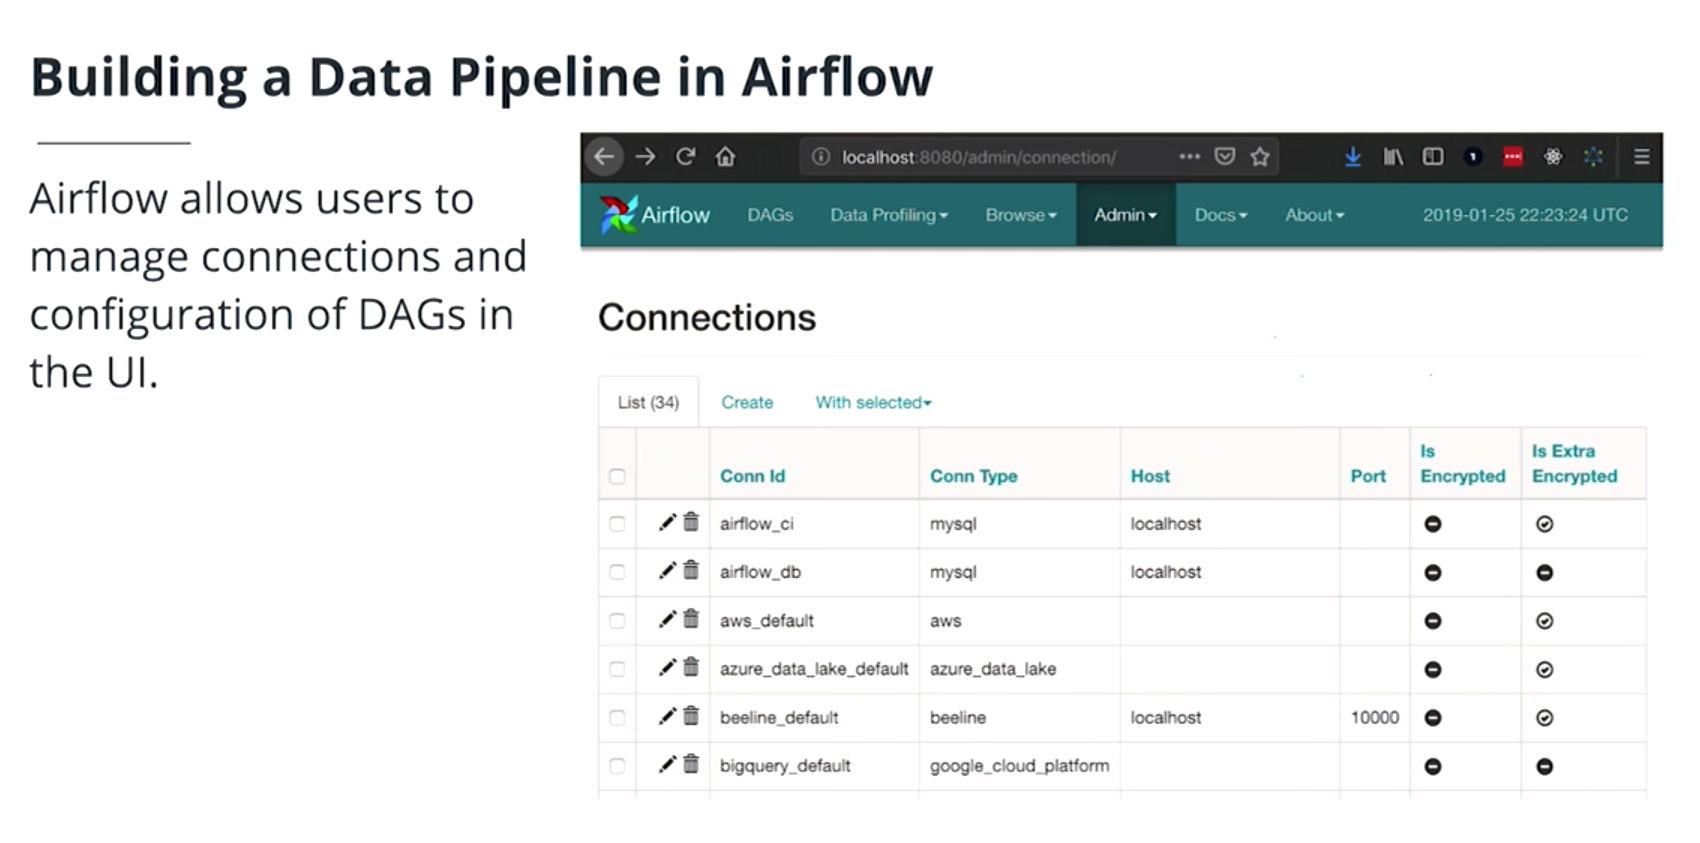 Building a Data Pipeline in Airflow
Airflow allows users to
manage connections and
configuration of DAGs in
the UI.
localhost:8080/admin/connection/
Airflow DAGs Data Profiling Browse Admin Docs About 2019-01-25 22:23:24 UTC
Connections
List (34) Create With selected
Conn Id Conn Type Host Port Is Encrypted Is Extra Encrypted
airflow_ci mysql localhost
airflow_db mysql localhost
aws_default aws
azure_data_lake_default azure_data_lake
beeline_default beeline localhost 10000
bigquery_default google_cloud_platform